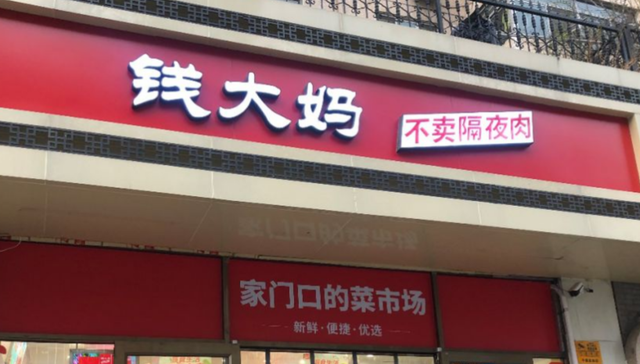 钱大妈
不卖隔夜肉
家门口的菜市场
新鲜·便捷·优选